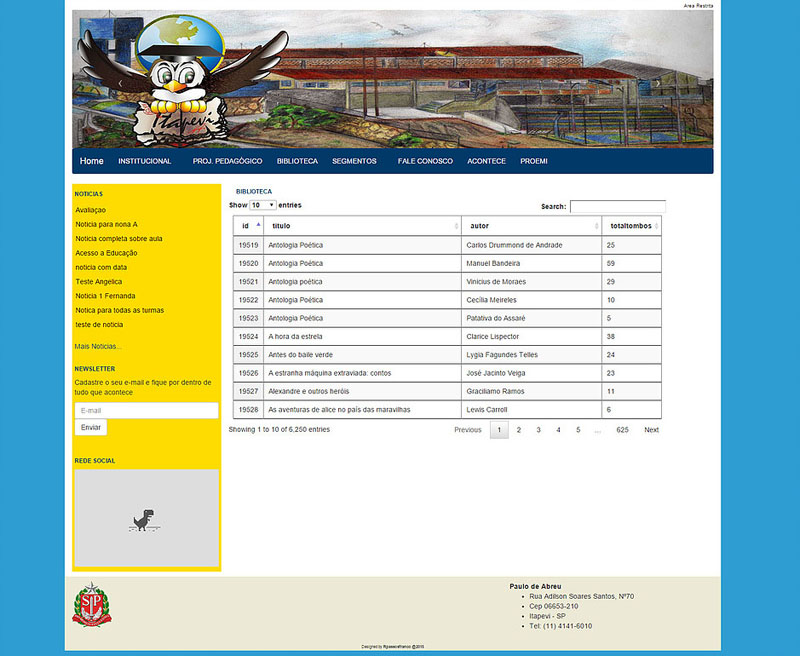 Area Restrita
Itapevi
Home INSTITUCIONAL PROJ. PEDAGÓGICO BIBLIOTECA SEGMENTOS FALE CONOSCO ACONTECE PROEMI
NOTICIAS
Avaliaçao
Noticia para nona A
Noticia completa sobre aula
Acesso a Educação
noticia com data
Teste Angelica
Noticia 1 Fernanda
Notica para todas as turmas
teste de noticia
Mais Noticias...
NEWSLETTER
Cadastre o seu e-mail e fique por dentro de
tudo que acontece
E-mail
Enviar
REDE SOCIAL
BIBLIOTECA
Show 10 entries
Search:
id titulo autor totaltombos
19519 Antologia Poética Carlos Drummond de Andrade 25
19520 Antologia Poética Manuel Bandeira 59
19521 Antologia poética Vinicius de Moraes 29
19522 Antologia Poética Cecília Meireles 10
19523 Antologia Poética Patativa do Assaré 5
19524 A hora da estrela Clarice Lispector 38
19525 Antes do baile verde Lygia Fagundes Telles 24
19526 A estranha máquina extraviada: contos José Jacinto Veiga 23
19527 Alexandre e outros heróis Graciliamo Ramos 11
19528 As aventuras de alice no país das maravilhas Lewis Carroll 6
Showing 1 to 10 of 6,250 entries
Previous 1 2 3 4 5 … 625 Next
SP
Paulo de Abreu
Rua Adilson Soares Santos, Nº70
Cep 06653-210
Itapevi - SP
Tel: (11) 4141-6010
Designed by